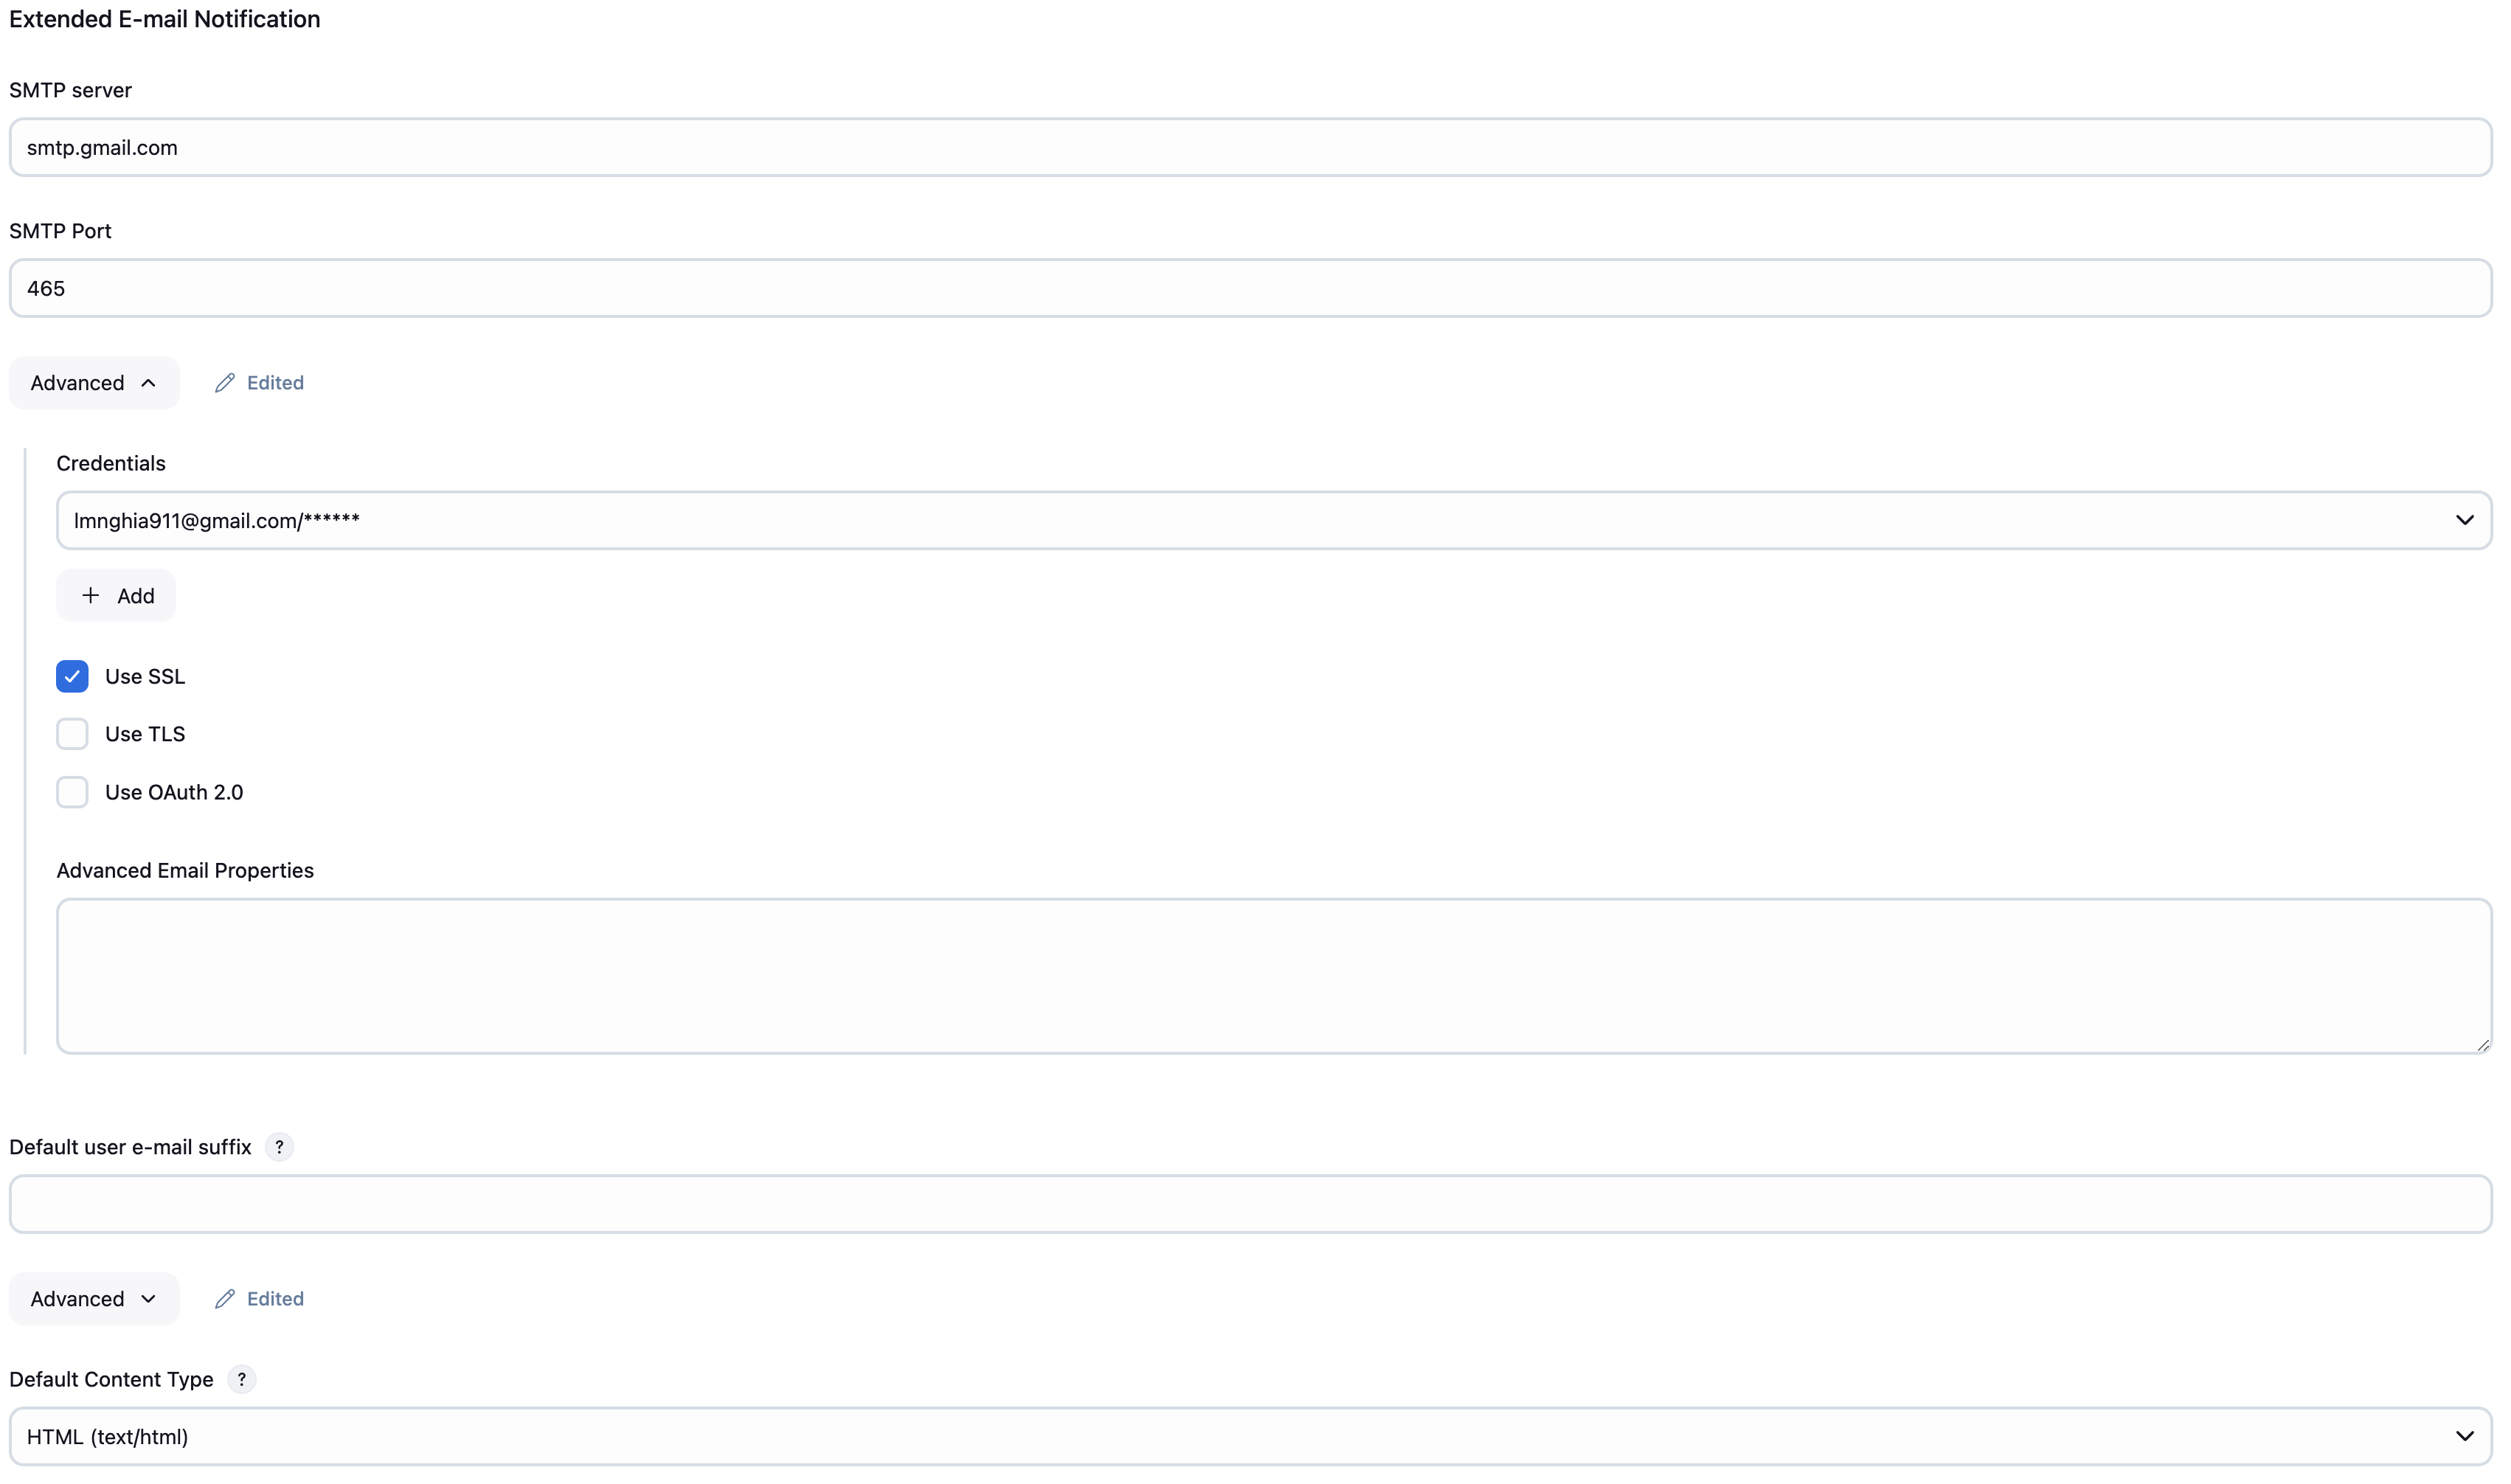 Extended E-mail Notification
SMTP server
smtp.gmail.com
SMTP Port
465
Advanced
Edited
Credentials
lmnghia911@gmail.com/******
Add
Use SSL
Use TLS
Use OAuth 2.0
Advanced Email Properties
Default user e-mail suffix ?
Advanced
Edited
Default Content Type ?
HTML (text/html)